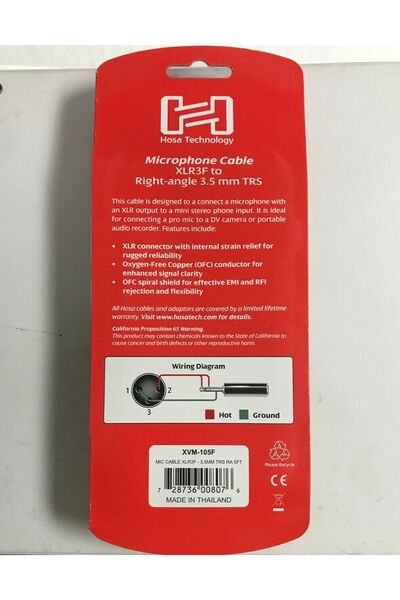 Hosa Technology
Microphone Cable
XLR3F to
Right-angle 3.5 mm TRS
This cable is designed to a connect a microphone with
an XLR output to a mini stereo phone input. It is ideal
for connecting a pro mic to a DV camera or portable
audio recorder. Features include:
• XLR connector with internal strain relief for
rugged reliability
• Oxygen-Free Copper (OFC) conductor for
enhanced signal clarity
• OFC spiral shield for effective EMI and RFI
rejection and flexibility
All Hosa cables and adaptors are covered by a limited lifetime
warranty. Visit www.hosatech.com for details.
California Proposition 65 Warning.
This product may contain chemicals known to the State of California to
cause cancer and birth defects or other reproductive harm.
Wiring Diagram
1 2
3
Hot Ground
XVM-105F
MIC CABLE XLR3F - 3.5MM TRS RA 5FT
7 28736 00807 6
MADE IN THAILAND
Please Recycle
CE